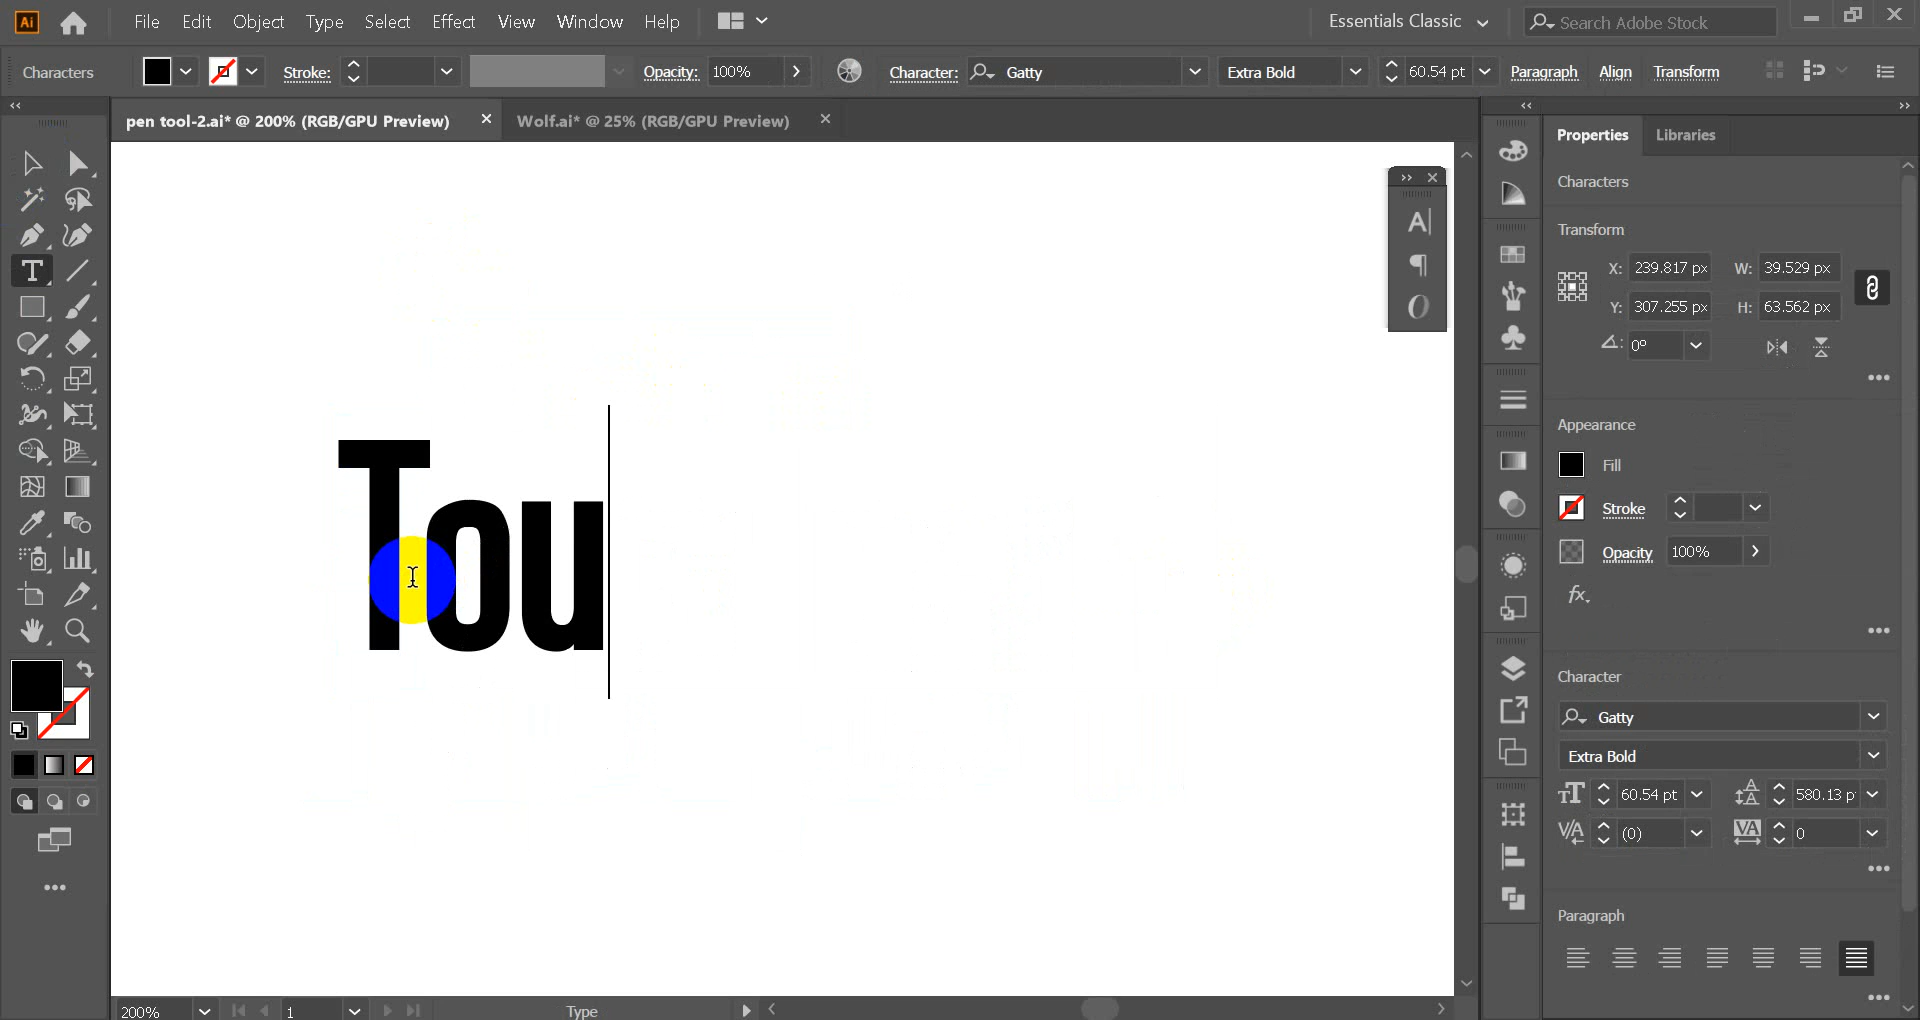 Ai File Edit Object Type Select Effect View Window Help Essentials Classic Search Adobe Stock
Characters Stroke: Opacity: 100% Character: Gatty Extra Bold 60.54 pt Paragraph Align Transform
pen tool-2.ai* @ 200% (RGB/GPU Preview) Wolf.ai* @ 25% (RGB/GPU Preview)
Properties Libraries
Characters
Transform
X: 239.817 px W: 39.529 px
Y: 307.255 px H: 63.562 px
0°
Appearance
Fill
Stroke
Opacity 100%
fx
Tou
Character
Gatty
Extra Bold
60.54 pt 580.13 p
(0) 0
Paragraph
200% 1 Type